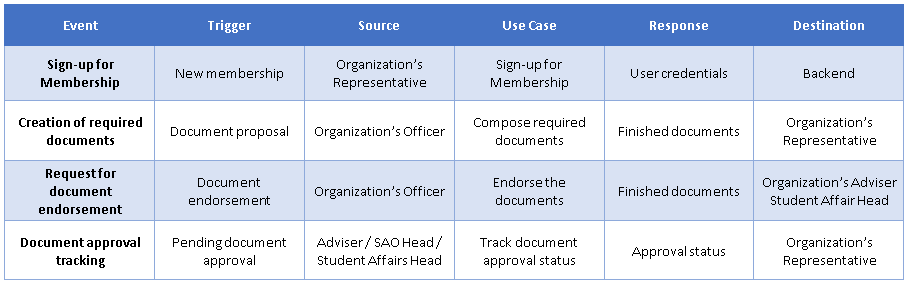 Event Trigger Source Use Case Response Destination
Sign-up for Membership New membership Organization's Representative Sign-up for Membership User credentials Backend
Creation of required documents Document proposal Organization's Officer Compose required documents Finished documents Organization's Representative
Request for document endorsement Document endorsement Organization's Officer Endorse the documents Finished documents Organization's Adviser Student Affair Head
Document approval tracking Pending document approval Adviser / SAO Head / Student Affairs Head Track document approval status Approval status Organization's Representative